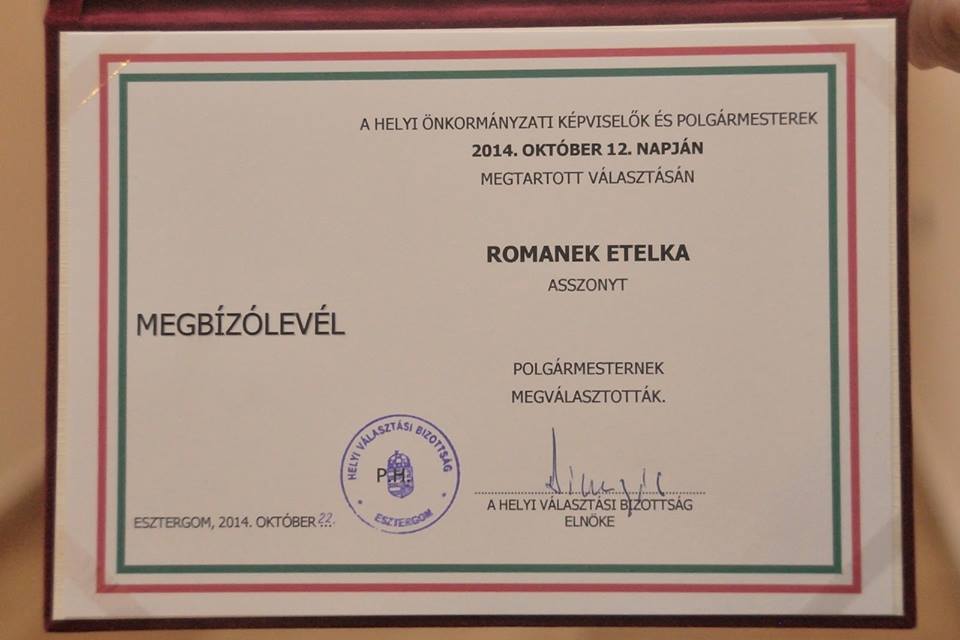 A HELYI ÖNKORMÁNYZATI KÉPVISELŐK ÉS POLGÁRMESTEREK
2014. OKTÓBER 12. NAPJÁN
MEGTARTOTT VÁLASZTÁSÁN
ROMANEK ETELKA
ASSZONYT
MEGBÍZÓLEVÉL
POLGÁRMESTERNEK
MEGVÁLASZTOTTÁK.
HELYI VÁLASZTÁSI BIZOTTSÁG
P.H.
ESZTERGOM
A HELYI VÁLASZTÁSI BIZOTTSÁG
ELNÖKE
ESZTERGOM, 2014. OKTÓBER 22.